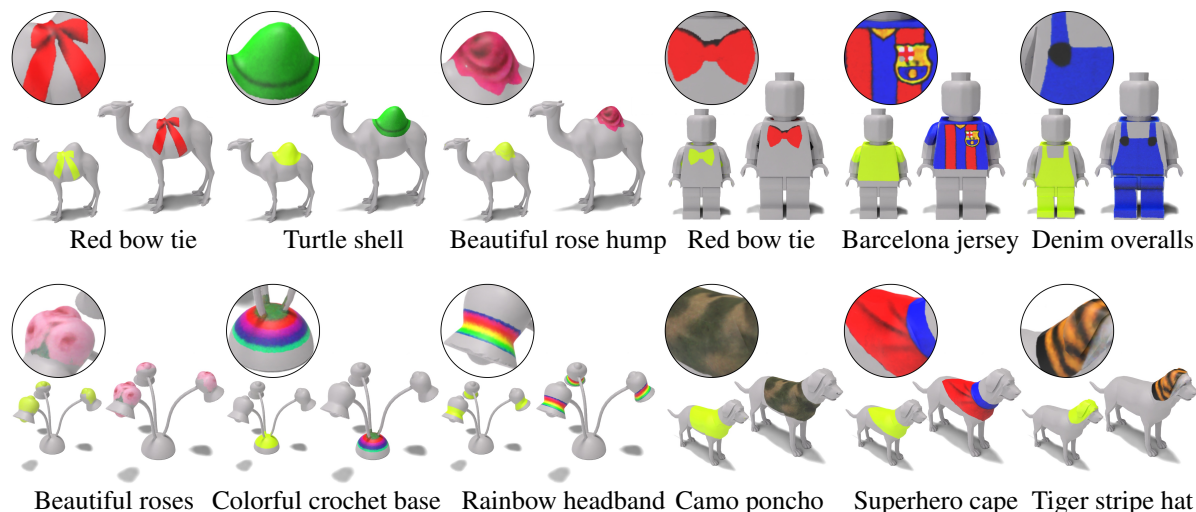 Red bow tie Turtle shell Beautiful rose hump Red bow tie Barcelona jersey Denim overalls
Beautiful roses Colorful crochet base Rainbow headband Camo poncho Superhero cape Tiger stripe hat